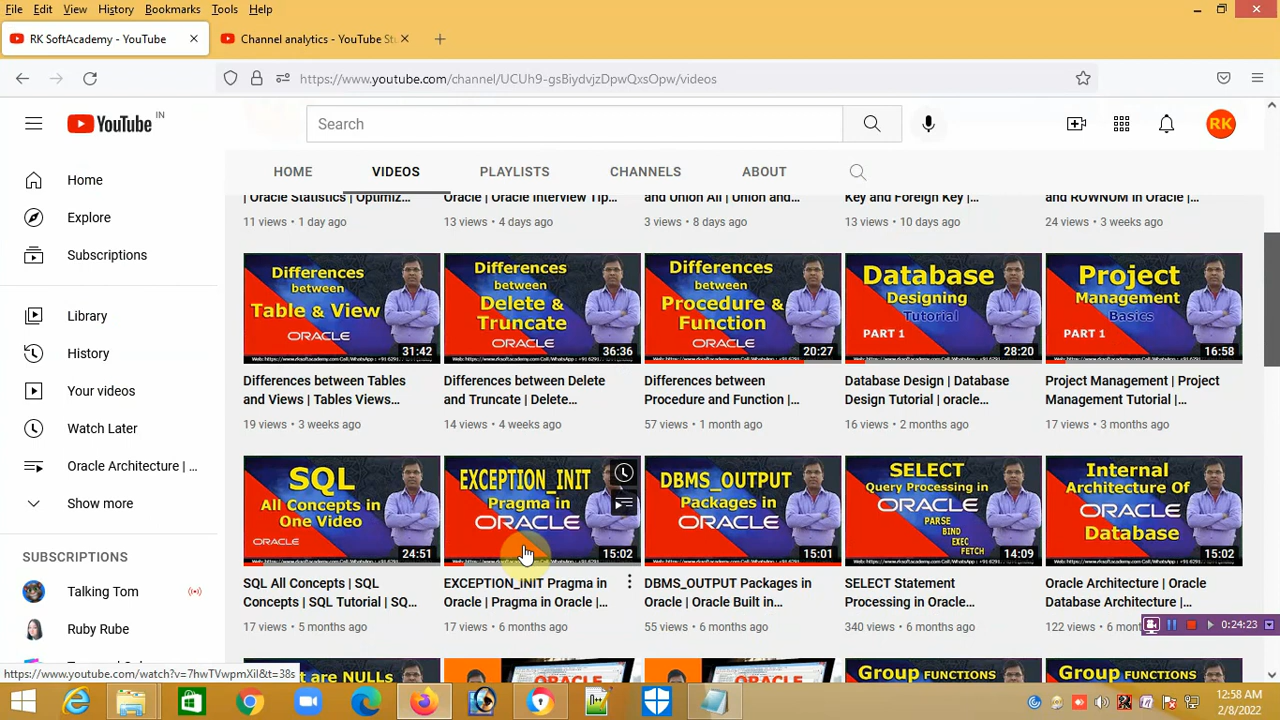 File Edit View History Bookmarks Tools Help
RK SoftAcademy - YouTube
Channel analytics - YouTube St
https://www.youtube.com/channel/UCUh9-gsBiydvjzDpwQxsOpw/videos
YouTube IN
Search
RK
HOME VIDEOS PLAYLISTS CHANNELS ABOUT
Home
Explore
Subscriptions
Library
History
Your videos
Watch Later
Oracle Architecture | ...
Show more
SUBSCRIPTIONS
Talking Tom
Ruby Rube
| Oracle Statistics | Optimiz...
11 views • 1 day ago
Oracle | Oracle Interview Tip...
13 views • 4 days ago
and Union All | Union and...
3 views • 8 days ago
Key and Foreign Key |...
13 views • 10 days ago
and ROWNUM in Oracle |...
24 views • 3 weeks ago
Differences
between
Table & View
ORACLE
31:42
Differences between Tables
and Views | Tables Views...
19 views • 3 weeks ago
Differences
between
Delete &
Truncate
ORACLE
36:36
Differences between Delete
and Truncate | Delete...
14 views • 4 weeks ago
Differences
between
Procedure &
Function
ORACLE
20:27
Differences between
Procedure and Function |...
57 views • 1 month ago
Database
Designing
Tutorial
PART 1
28:20
Database Design | Database
Design Tutorial | oracle...
16 views • 2 months ago
Project
Management
Basics
PART 1
16:58
Project Management | Project
Management Tutorial |...
17 views • 3 months ago
SQL
All Concepts in
One Video
ORACLE
24:51
SQL All Concepts | SQL
Concepts | SQL Tutorial | SQ...
17 views • 5 months ago
EXCEPTION_INIT
Pragma in
ORACLE
15:02
EXCEPTION_INIT Pragma in
Oracle | Pragma in Oracle |...
17 views • 6 months ago
DBMS_OUTPUT
Packages in
ORACLE
15:01
DBMS_OUTPUT Packages in
Oracle | Oracle Built in...
55 views • 6 months ago
SELECT
Query Processing in
ORACLE
PARSE
BIND
EXEC
FETCH
14:09
SELECT Statement
Processing in Oracle...
340 views • 6 months ago
Internal
Architecture Of
ORACLE
Database
15:02
Oracle Architecture | Oracle
Database Architecture |...
122 views • 6
0:24:23
are NULLS
Group FUNCTIONS
Group FUNCTIONS
https://www.youtube.com/watch?v=7hwTVwpmXiI&t=38s
12:58 AM
2/8/2022